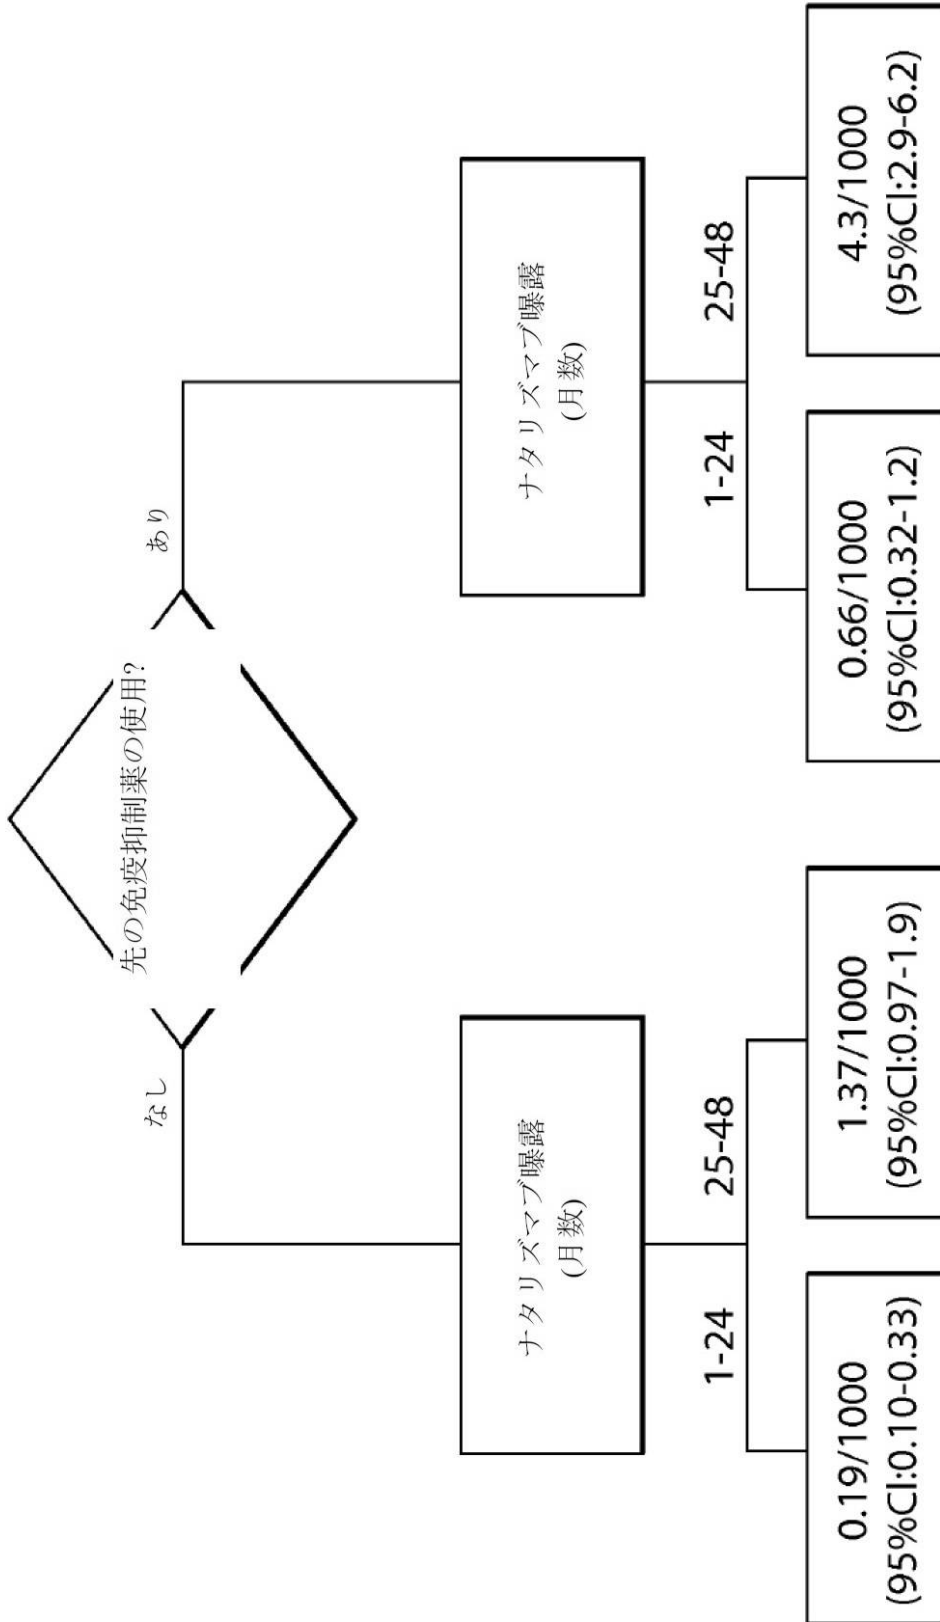 先の免疫抑制薬の使用?
なし
あり
ナタリズマブ曝露
(月数)
ナタリズマブ曝露
(月数)
1-24
25-48
1-24
25-48
0.19/1000
(95%CI:0.10-0.33)
1.37/1000
(95%CI:0.97-1.9)
0.66/1000
(95%CI:0.32-1.2)
4.3/1000
(95%CI:2.9-6.2)